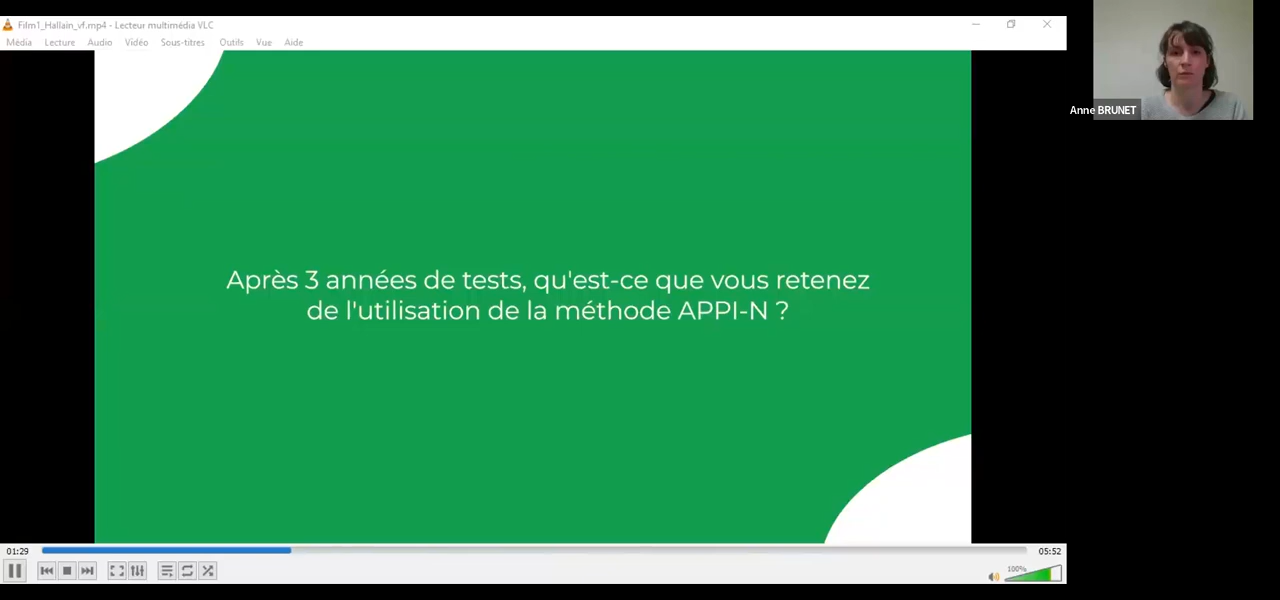 Film1_Hallain_vf.mp4 - Lecteur multimédia VLC
Média Lecture Audio Vidéo Sous-titres Outils Vue Aide
Anne BRUNET
Après 3 années de tests, qu'est-ce que vous retenez
de l'utilisation de la méthode APPI-N ?
01:29
05:52
100%